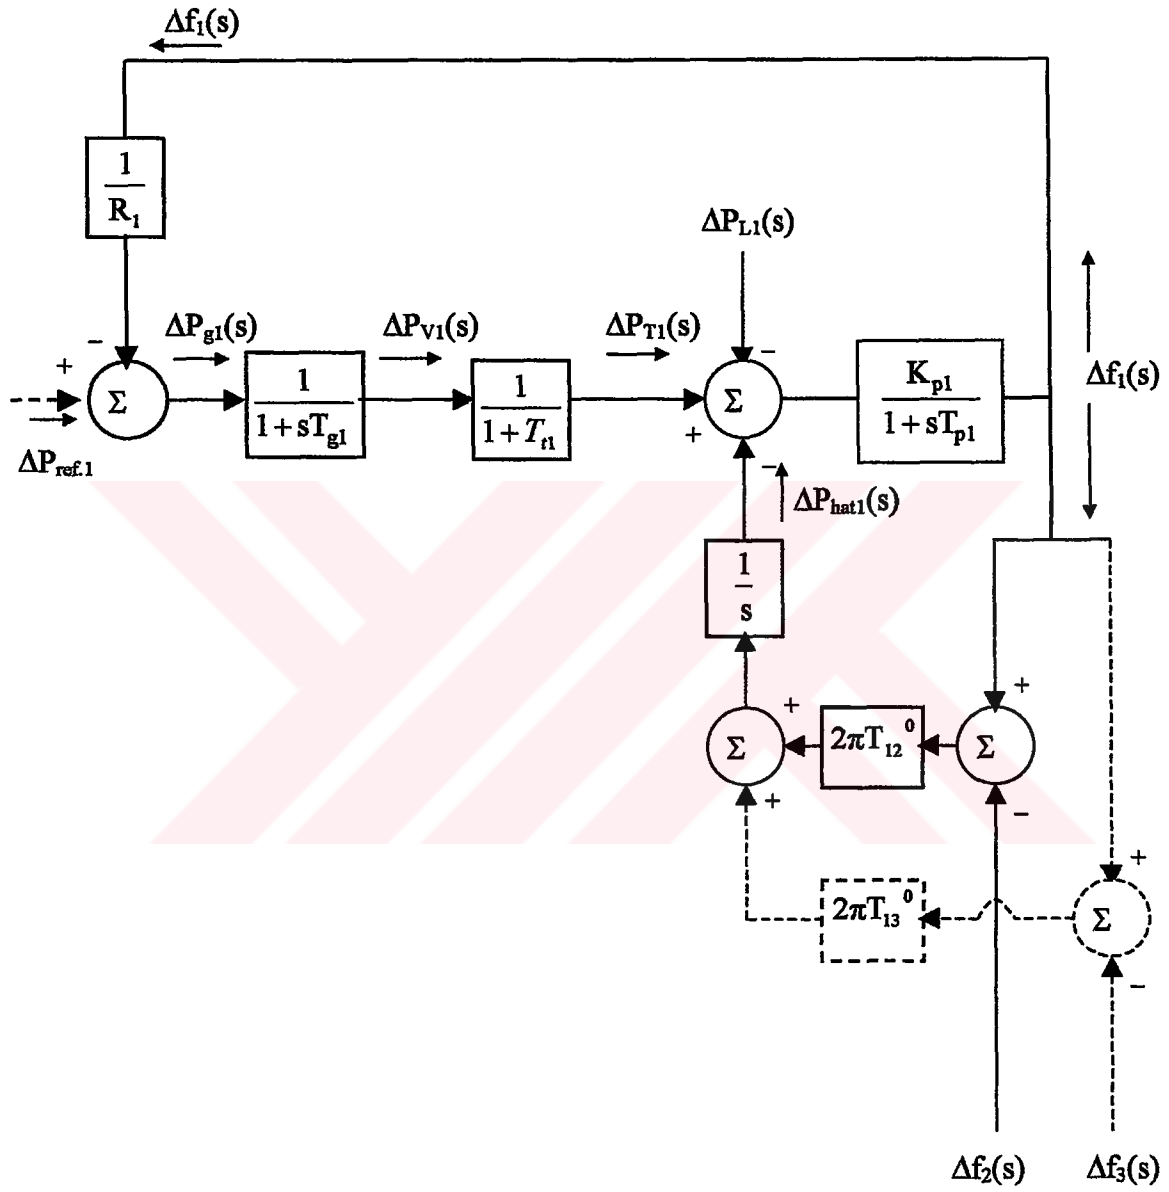 Δf₁(s)
1
R₁
ΔP_L1(s)
ΔP_g1(s)
ΔP_V1(s)
ΔP_T1(s)
−
+
Σ
ΔP_ref.1
1
1 + sT_g1
1
1 + T_t1
−
+
Σ
−
K_p1
1 + sT_p1
Δf₁(s)
ΔP_hat1(s)
1
s
+
Σ
+
2πT₁₂⁰
+
Σ
−
2πT₁₃⁰
+
Σ
−
Δf₂(s)
Δf₃(s)